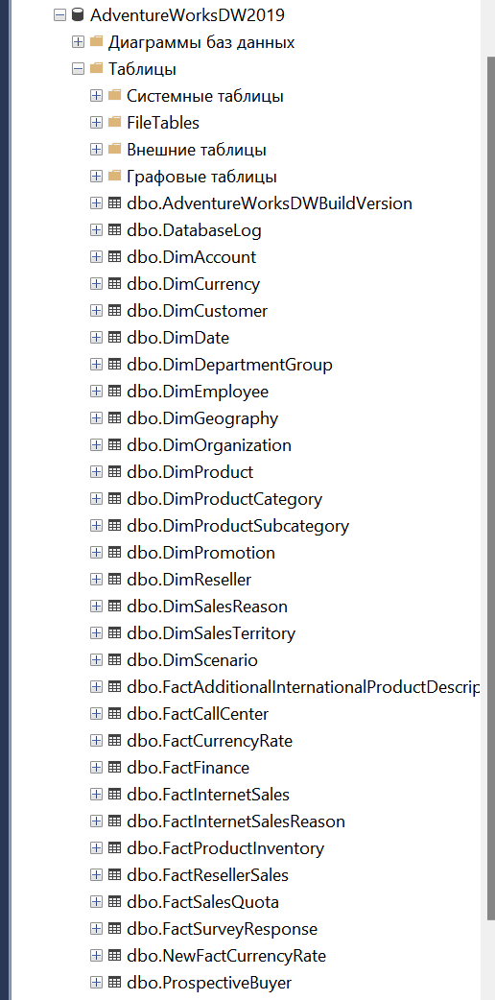 AdventureWorksDW2019
Диаграммы баз данных
Таблицы
Системные таблицы
FileTables
Внешние таблицы
Графовые таблицы
dbo.AdventureWorksDWBuildVersion
dbo.DatabaseLog
dbo.DimAccount
dbo.DimCurrency
dbo.DimCustomer
dbo.DimDate
dbo.DimDepartmentGroup
dbo.DimEmployee
dbo.DimGeography
dbo.DimOrganization
dbo.DimProduct
dbo.DimProductCategory
dbo.DimProductSubcategory
dbo.DimPromotion
dbo.DimReseller
dbo.DimSalesReason
dbo.DimSalesTerritory
dbo.DimScenario
dbo.FactAdditionalInternationalProductDescrip
dbo.FactCallCenter
dbo.FactCurrencyRate
dbo.FactFinance
dbo.FactInternetSales
dbo.FactInternetSalesReason
dbo.FactProductInventory
dbo.FactResellerSales
dbo.FactSalesQuota
dbo.FactSurveyResponse
dbo.NewFactCurrencyRate
dbo.ProspectiveBuyer